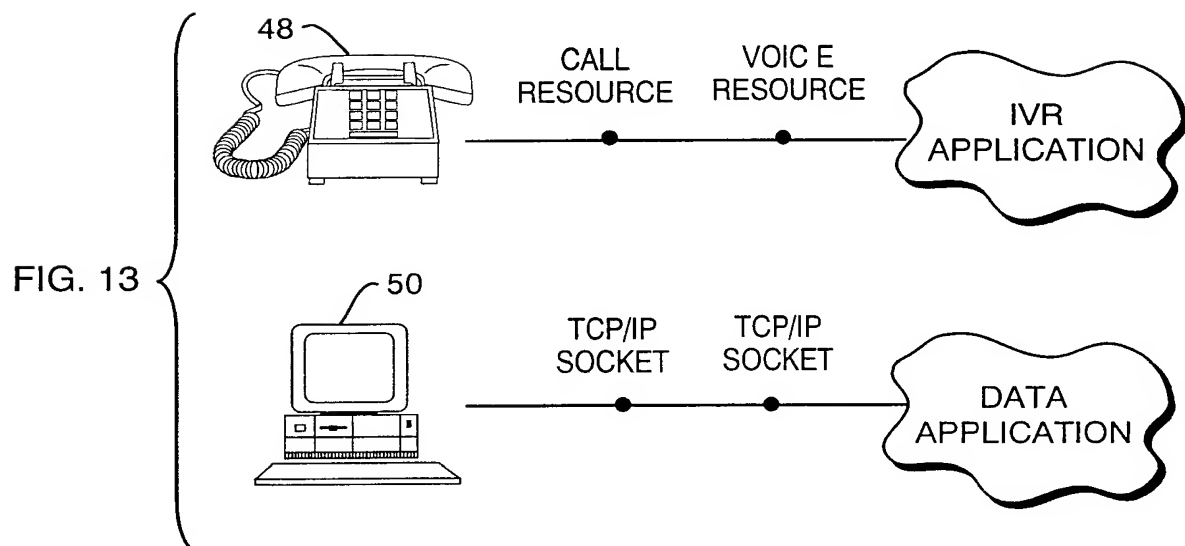 48
CALL
RESOURCE
VOIC E
RESOURCE
IVR
APPLICATION
FIG. 13
50
TCP/IP
SOCKET
TCP/IP
SOCKET
DATA
APPLICATION